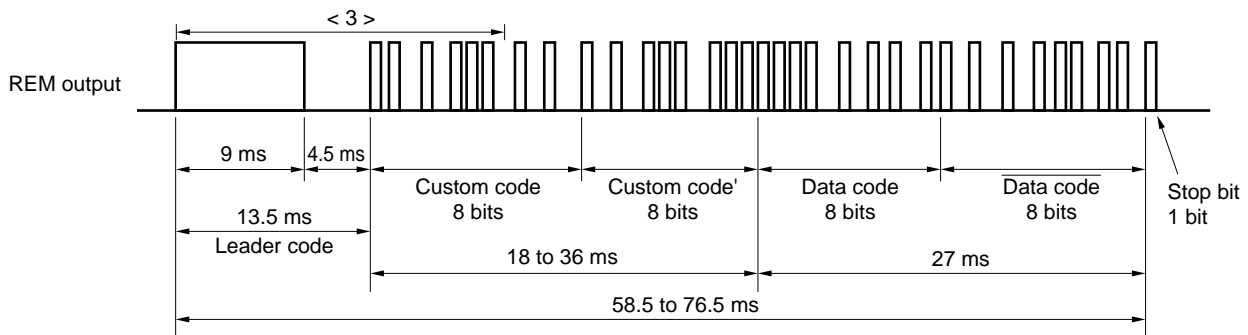 < 3 >
REM output
9 ms
4.5 ms
Custom code
8 bits
Custom code'
8 bits
Data code
8 bits
Data code
8 bits
Stop bit
1 bit
13.5 ms
Leader code
18 to 36 ms
27 ms
58.5 to 76.5 ms